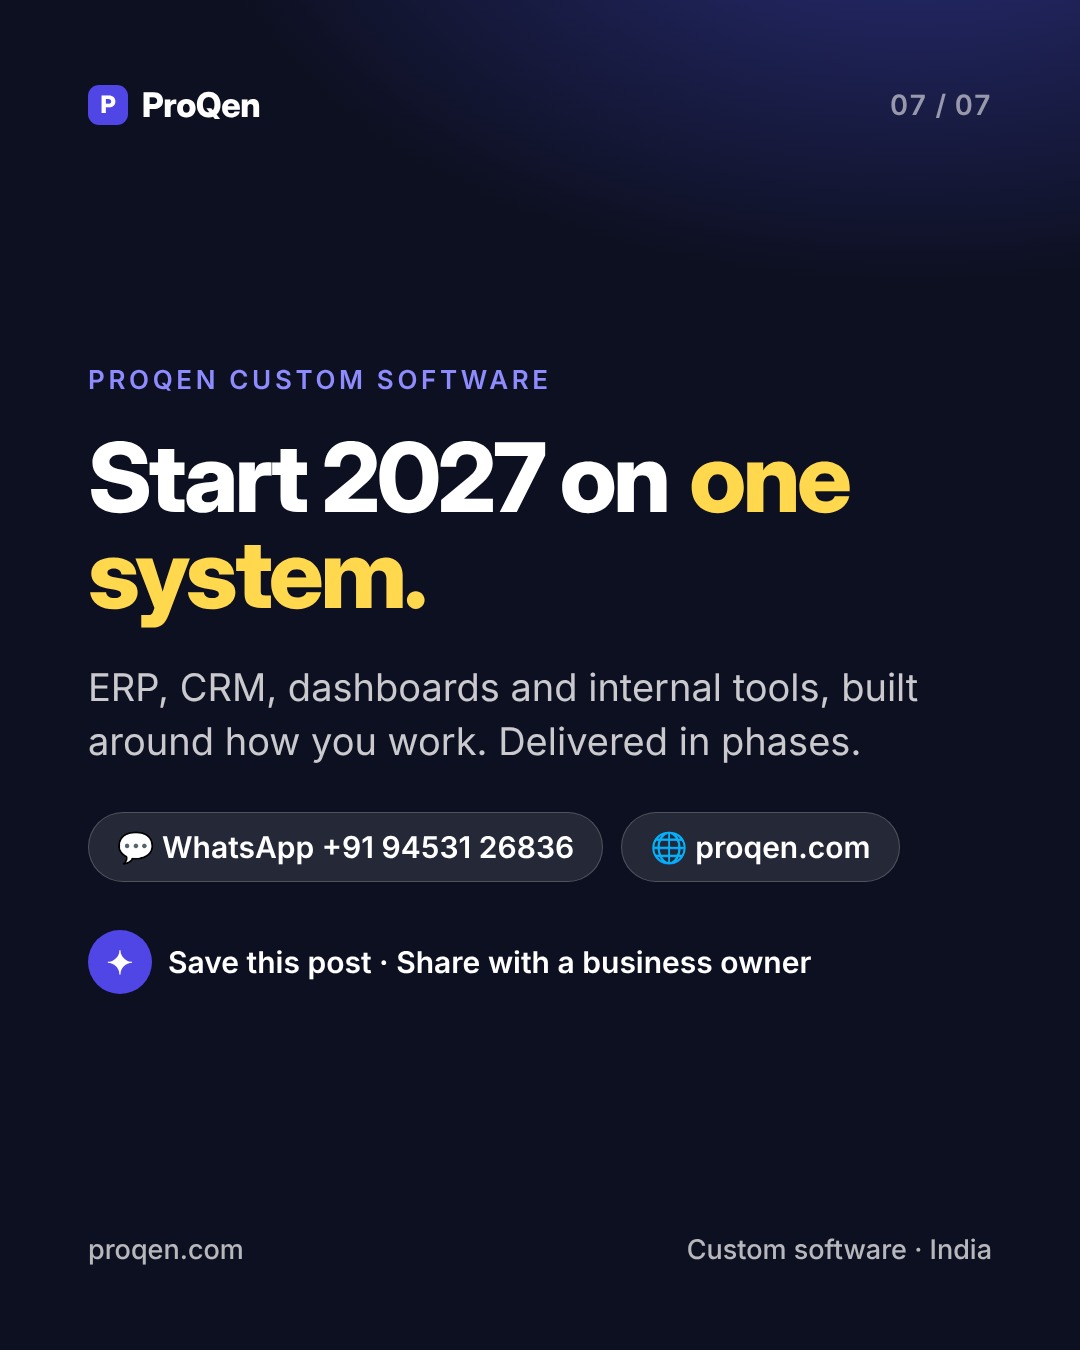 P ProQen
07 / 07
PROQEN CUSTOM SOFTWARE
Start 2027 on one
system.
ERP, CRM, dashboards and internal tools, built
around how you work. Delivered in phases.
💬 WhatsApp +91 94531 26836
🌐 proqen.com
✦ Save this post · Share with a business owner
proqen.com
Custom software · India